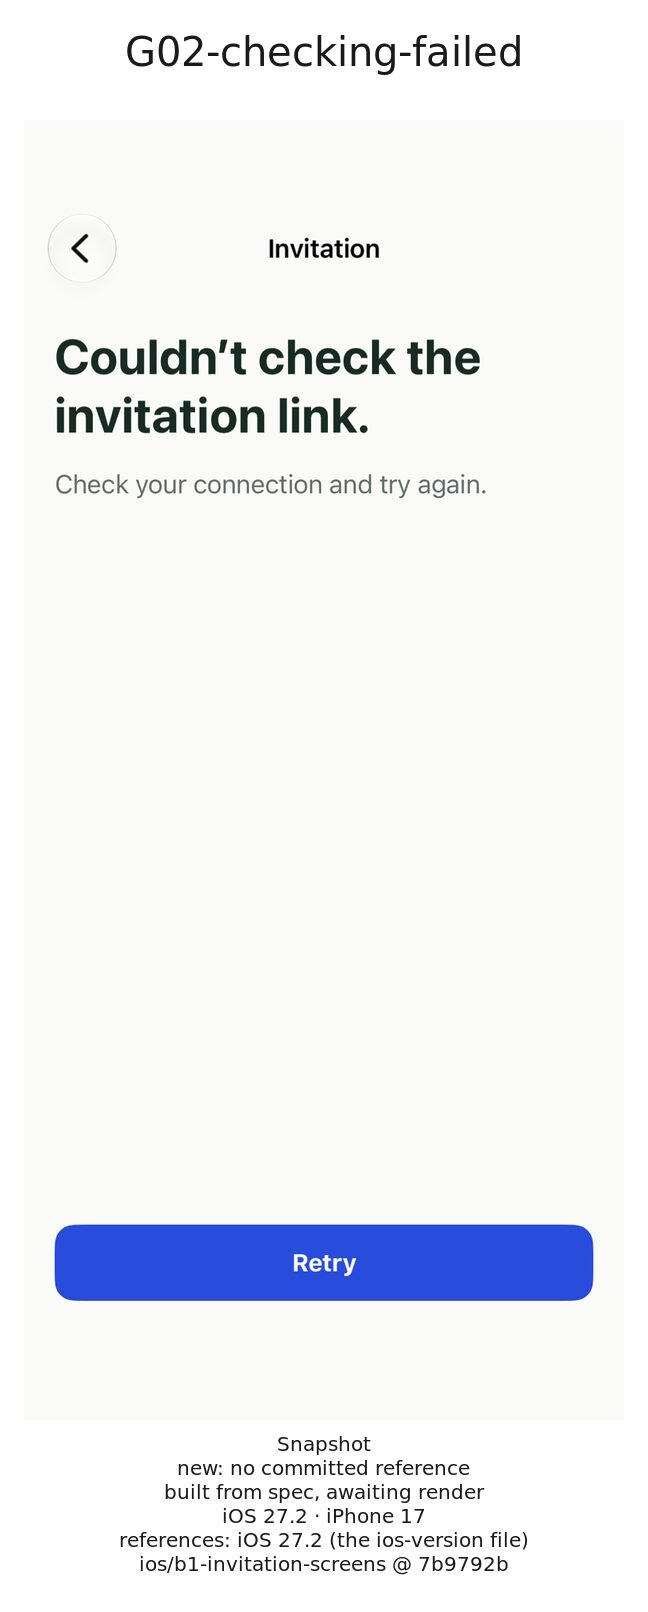 G02-checking-failed
Invitation
Couldn’t check the
invitation link.
Check your connection and try again.
Retry
Snapshot
new: no committed reference
built from spec, awaiting render
iOS 27.2 · iPhone 17
references: iOS 27.2 (the ios-version file)
ios/b1-invitation-screens @ 7b9792b